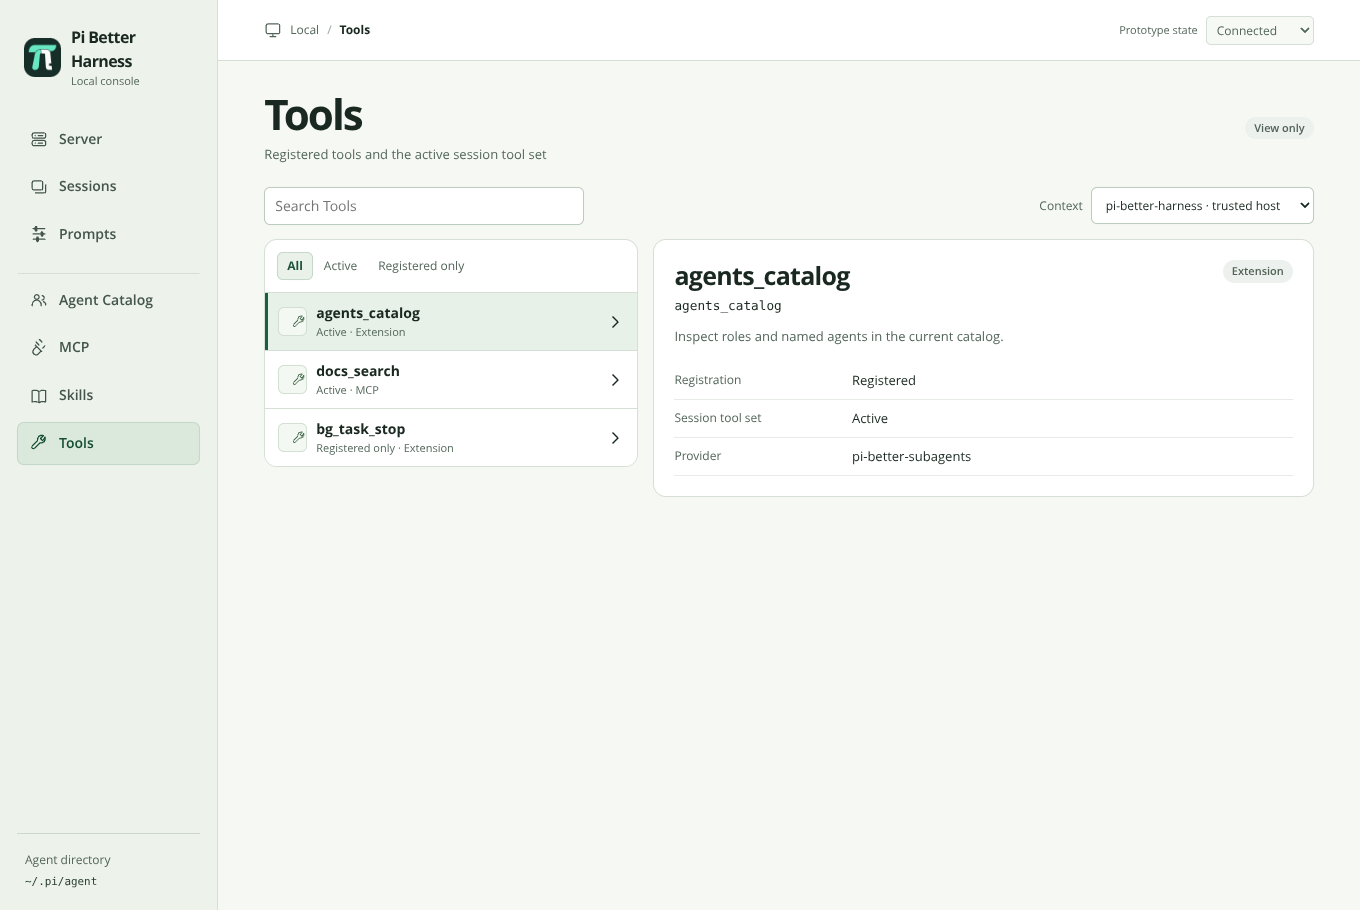 Pi Better
Harness
Local console
Server
Sessions
Prompts
Agent Catalog
MCP
Skills
Tools
Agent directory
~/.pi/agent
Local / Tools
Prototype state Connected
Tools
View only
Registered tools and the active session tool set
Search Tools
Context pi-better-harness · trusted host
All Active Registered only
agents_catalog
Active · Extension
docs_search
Active · MCP
bg_task_stop
Registered only · Extension
agents_catalog
Extension
agents_catalog
Inspect roles and named agents in the current catalog.
Registration Registered
Session tool set Active
Provider pi-better-subagents